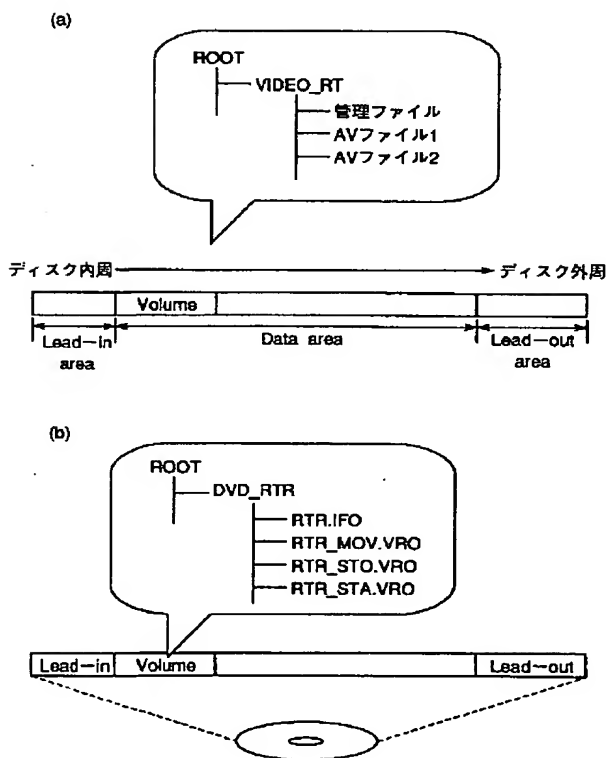 (a)
ROOT
VIDEO_RT
管理ファイル
AVファイル1
AVファイル2
ディスク内周
ディスク外周
Volume
Lead-in area
Data area
Lead-out area
(b)
ROOT
DVD_RTR
RTR.IFO
RTR_MOV.VRO
RTR_STO.VRO
RTR_STA.VRO
Lead-in
Volume
Lead-out